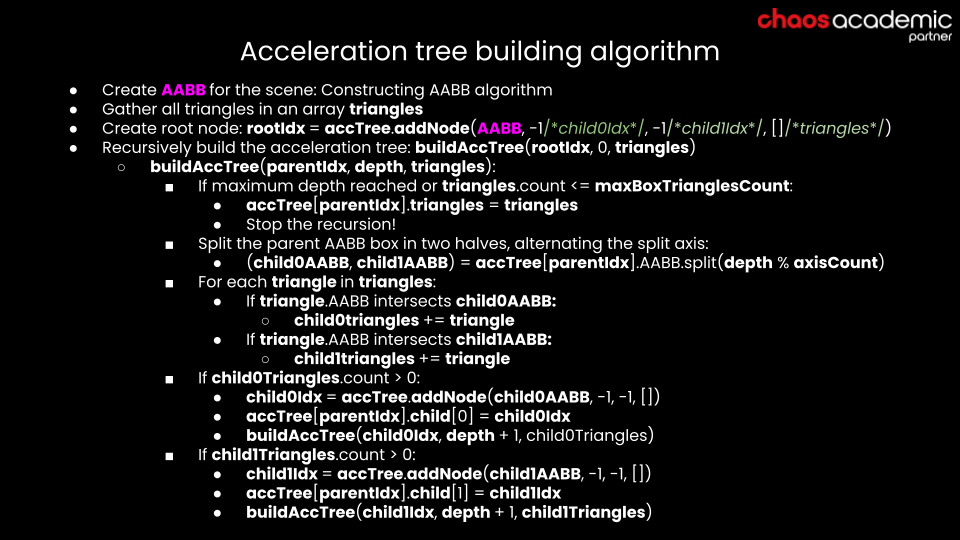 chaosacademic
partner
Acceleration tree building algorithm
● Create AABB for the scene: Constructing AABB algorithm
● Gather all triangles in an array triangles
● Create root node: rootIdx = accTree.addNode(AABB, -1/*child0Idx*/, -1/*child1Idx*/, []/*triangles*/)
● Recursively build the acceleration tree: buildAccTree(rootIdx, 0, triangles)
○ buildAccTree(parentIdx, depth, triangles):
■ If maximum depth reached or triangles.count <= maxBoxTrianglesCount:
● accTree[parentIdx].triangles = triangles
● Stop the recursion!
■ Split the parent AABB box in two halves, alternating the split axis:
● (child0AABB, child1AABB) = accTree[parentIdx].AABB.split(depth % axisCount)
■ For each triangle in triangles:
● If triangle.AABB intersects child0AABB:
○ child0triangles += triangle
● If triangle.AABB intersects child1AABB:
○ child1triangles += triangle
■ If child0Triangles.count > 0:
● child0Idx = accTree.addNode(child0AABB, -1, -1, [])
● accTree[parentIdx].child[0] = child0Idx
● buildAccTree(child0Idx, depth + 1, child0Triangles)
■ If child1Triangles.count > 0:
● child1Idx = accTree.addNode(child1AABB, -1, -1, [])
● accTree[parentIdx].child[1] = child1Idx
● buildAccTree(child1Idx, depth + 1, child1Triangles)